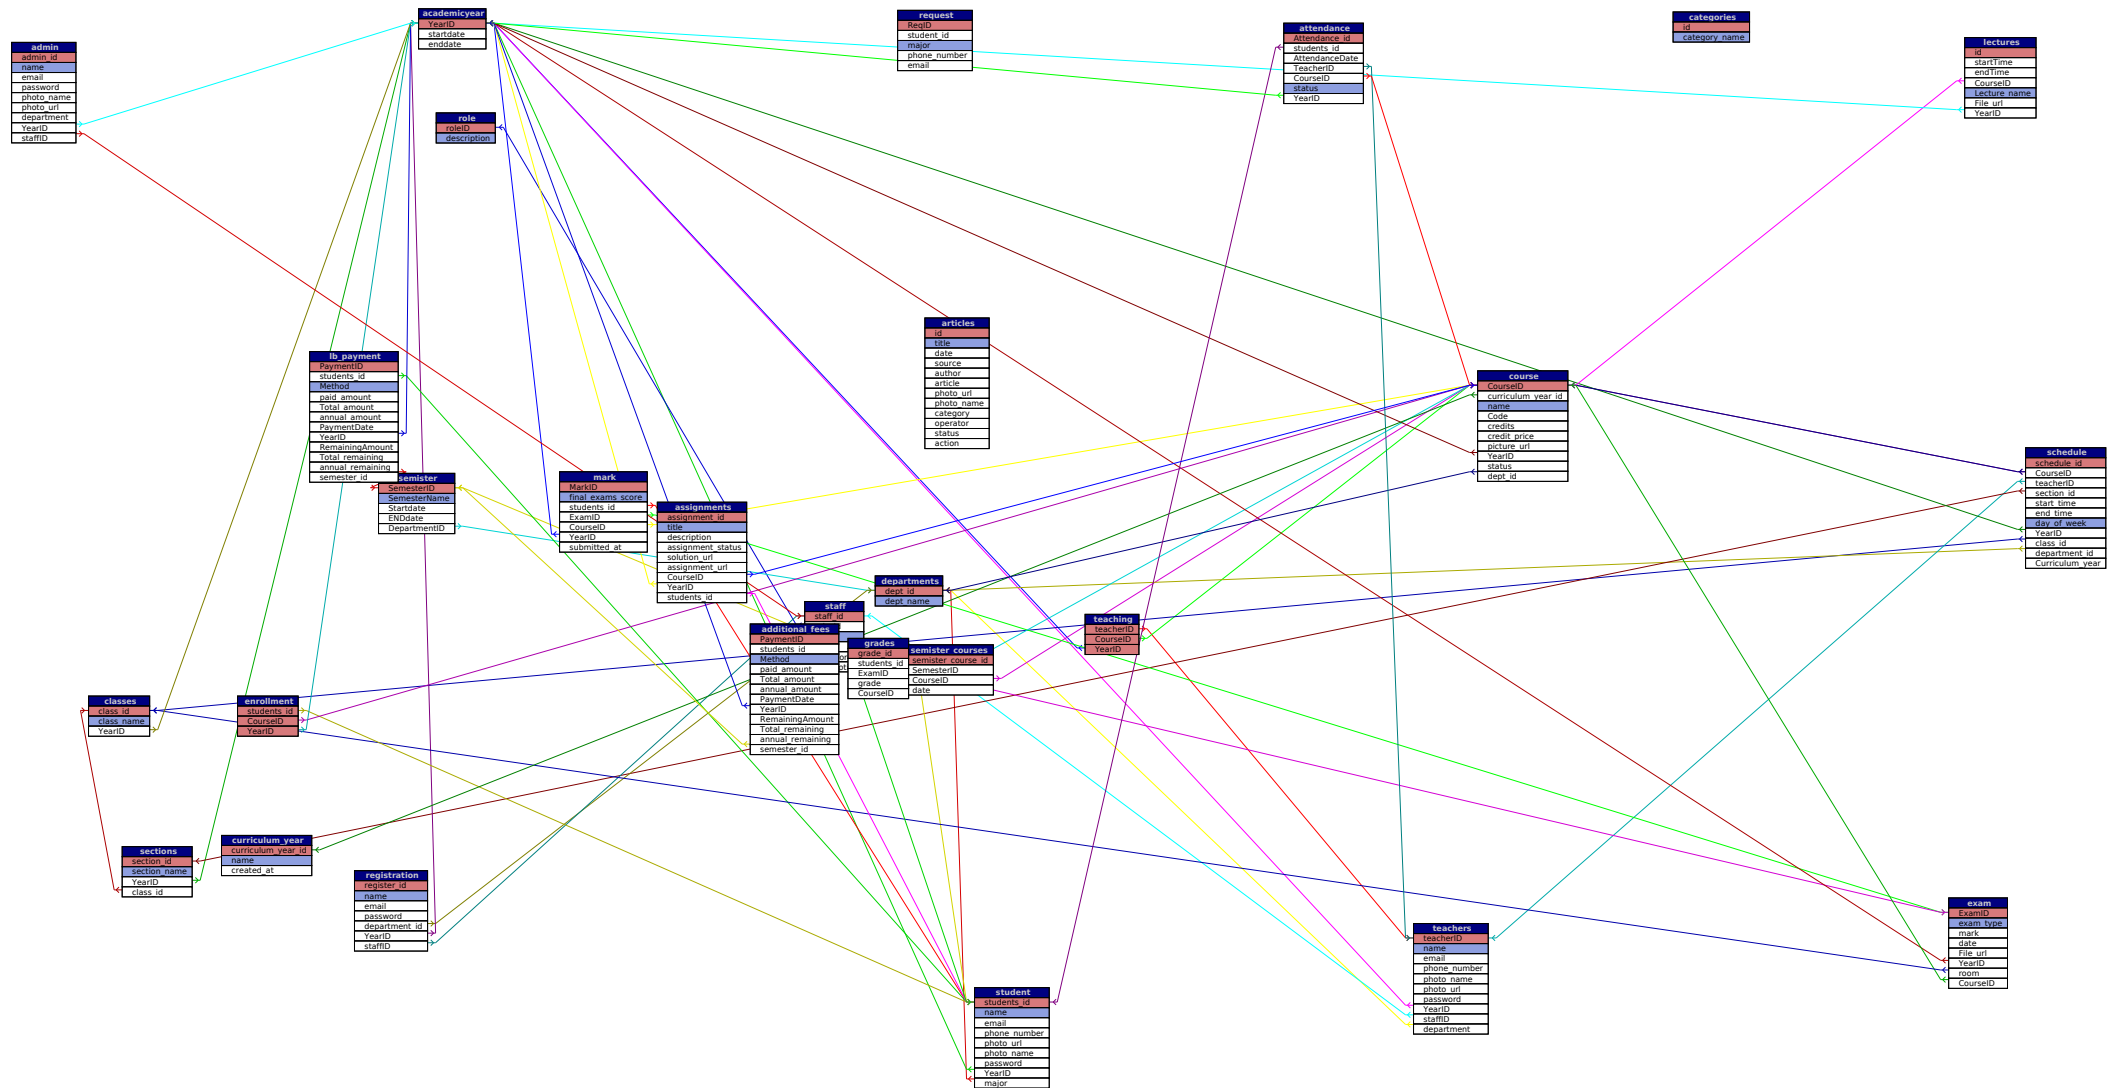 academicyear
YearID
startdate
enddate
request
ReqID
student_id
major
phone_number
email
attendance
Attendance_id
students_id
AttendanceDate
TeacherID
CourseID
status
YearID
categories
id
category_name
admin
admin_id
name
email
password
photo_name
photo_url
department
YearID
staffID
lectures
id
startTime
endTime
CourseID
Lecture_name
File_url
YearID
role
roleID
description
articles
id
title
date
source
author
article
photo_url
photo_name
category
operator
status
action
lb_payment
PaymentID
students_id
Method
paid_amount
Total_amount
annual_amount
PaymentDate
YearID
RemainingAmount
Total_remaining
annual_remaining
semester_id
course
CourseID
curriculum_year_id
name
Code
credits
credit_price
picture_url
YearID
status
dept_id
schedule
schedule_id
CourseID
teacherID
section_id
start_time
end_time
day_of_week
YearID
class_id
department_id
Curriculum_year
semister
SemesterID
SemesterName
Startdate
ENDdate
DepartmentID
mark
MarkID
final_exams_score
students_id
ExamID
CourseID
YearID
submitted_at
assignments
assignment_id
title
description
assignment_status
solution_url
assignment_url
CourseID
YearID
students_id
departments
dept_id
dept_name
staff
staff_id
additional_fees
PaymentID
students_id
Method
paid_amount
Total_amount
annual_amount
PaymentDate
YearID
RemainingAmount
Total_remaining
annual_remaining
semester_id
grades
grade_id
students_id
ExamID
grade
CourseID
semister_courses
semister_course_id
SemesterID
CourseID
date
teaching
teacherID
CourseID
YearID
classes
class_id
class_name
YearID
enrollment
students_id
CourseID
YearID
sections
section_id
section_name
YearID
class_id
curriculum_year
curriculum_year_id
name
created_at
registration
register_id
name
email
password
department_id
YearID
staffID
teachers
teacherID
name
email
phone_number
photo_name
photo_url
password
YearID
staffID
department
exam
ExamID
exam_type
mark
date
File_url
YearID
room
CourseID
student
students_id
name
email
phone_number
photo_url
photo_name
password
YearID
major